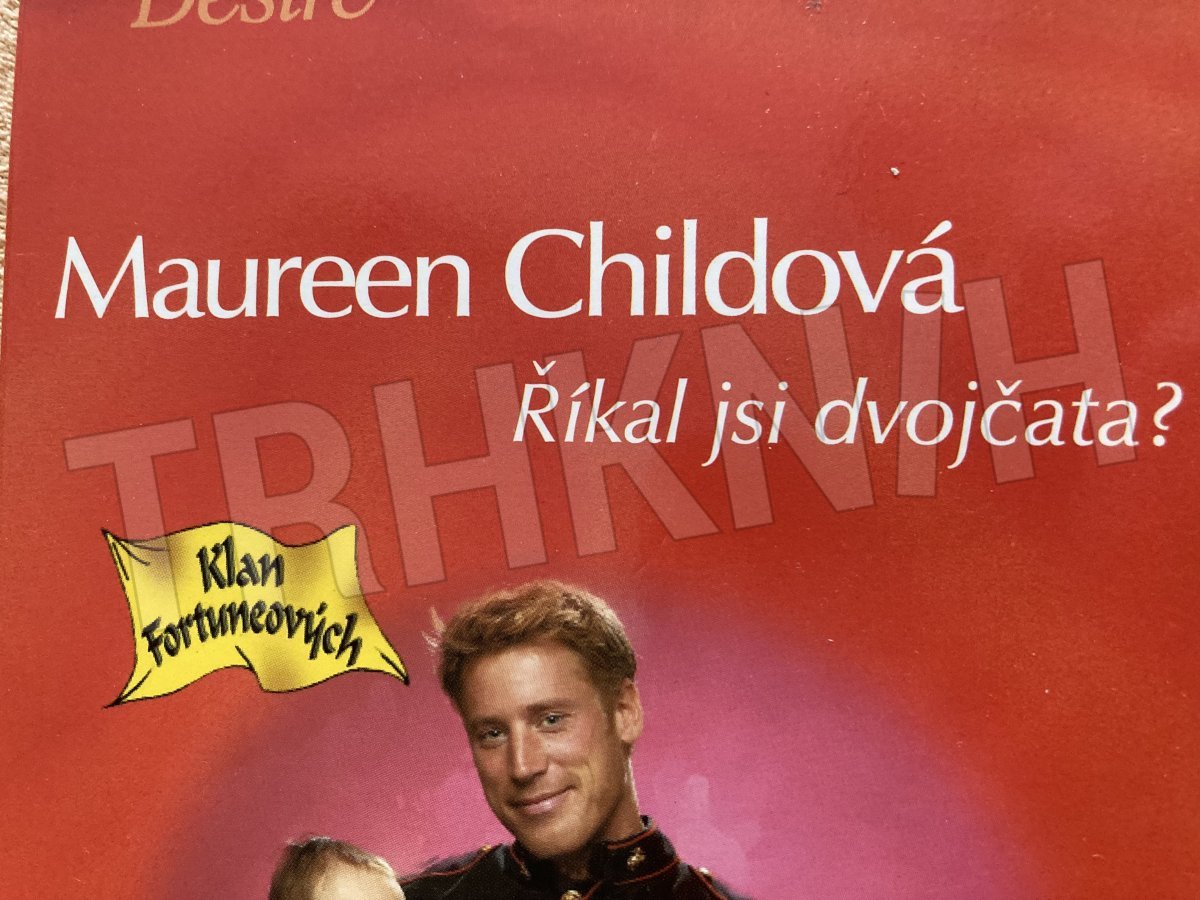 Desire
Maureen Childová
Říkal jsi dvojčata?
TRHKNIH
Klan
Fortuneových